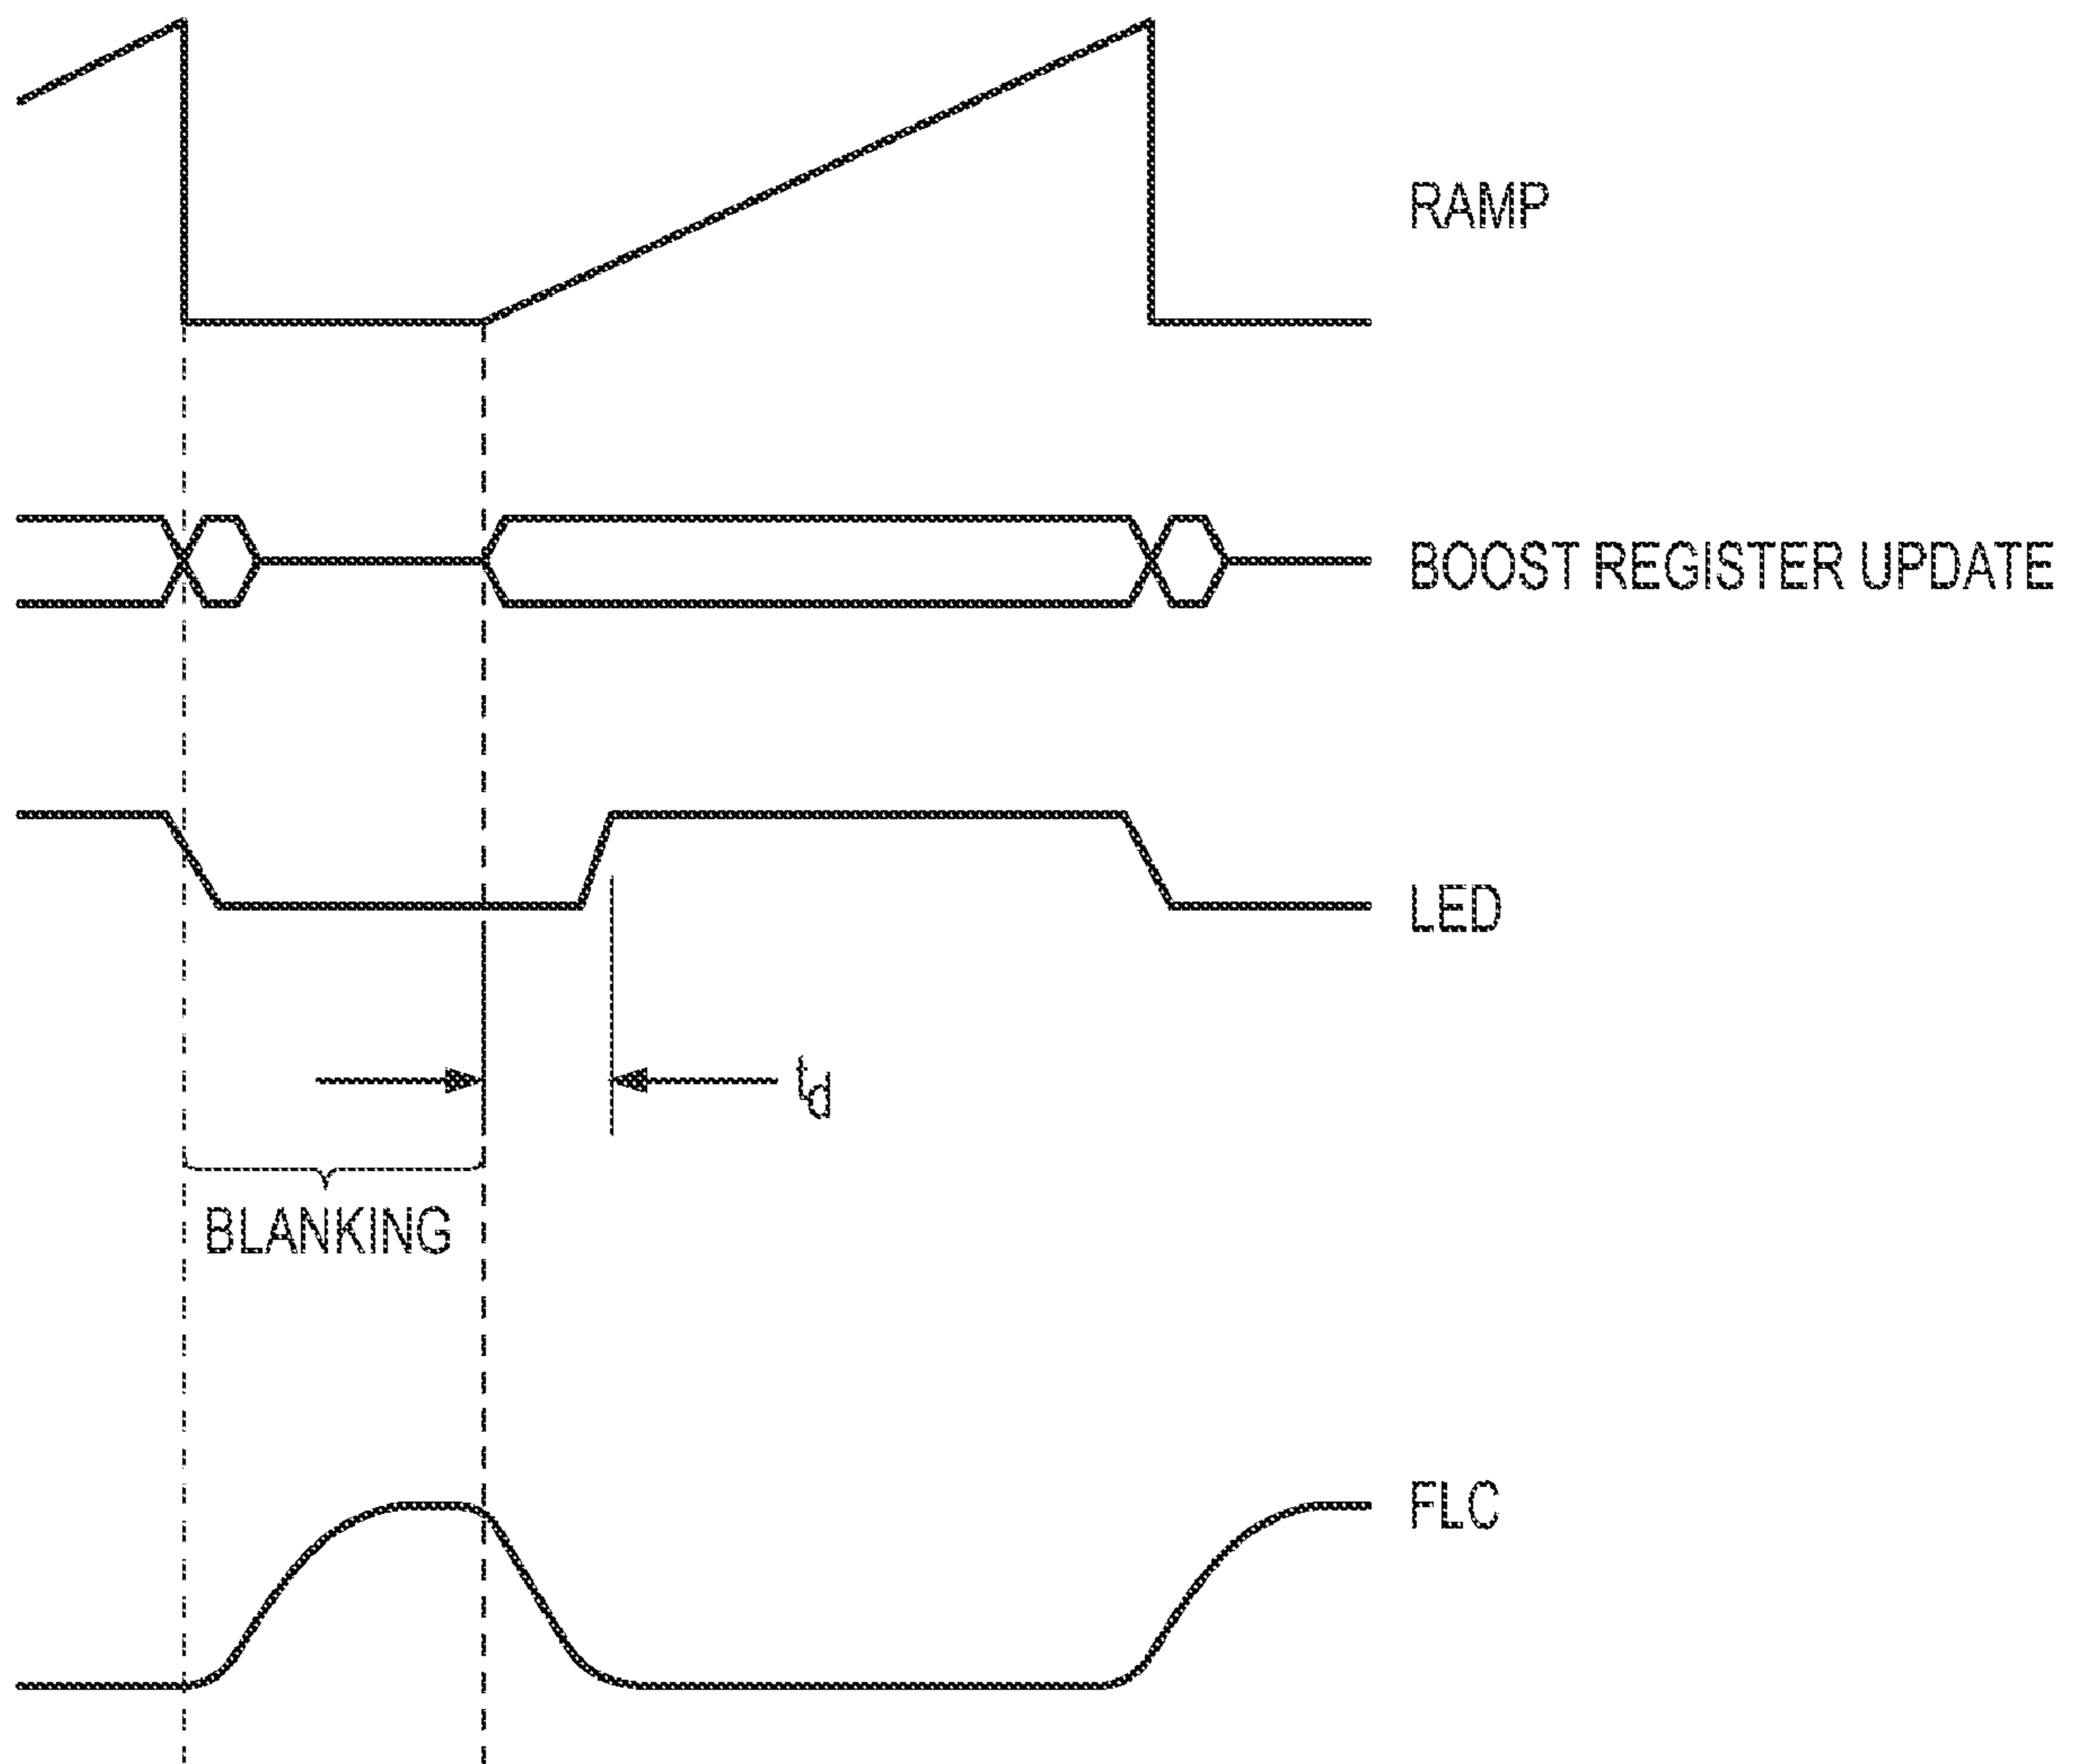 RAMP
BOOST REGISTER UPDATE
LED
td
BLANKING
FLC